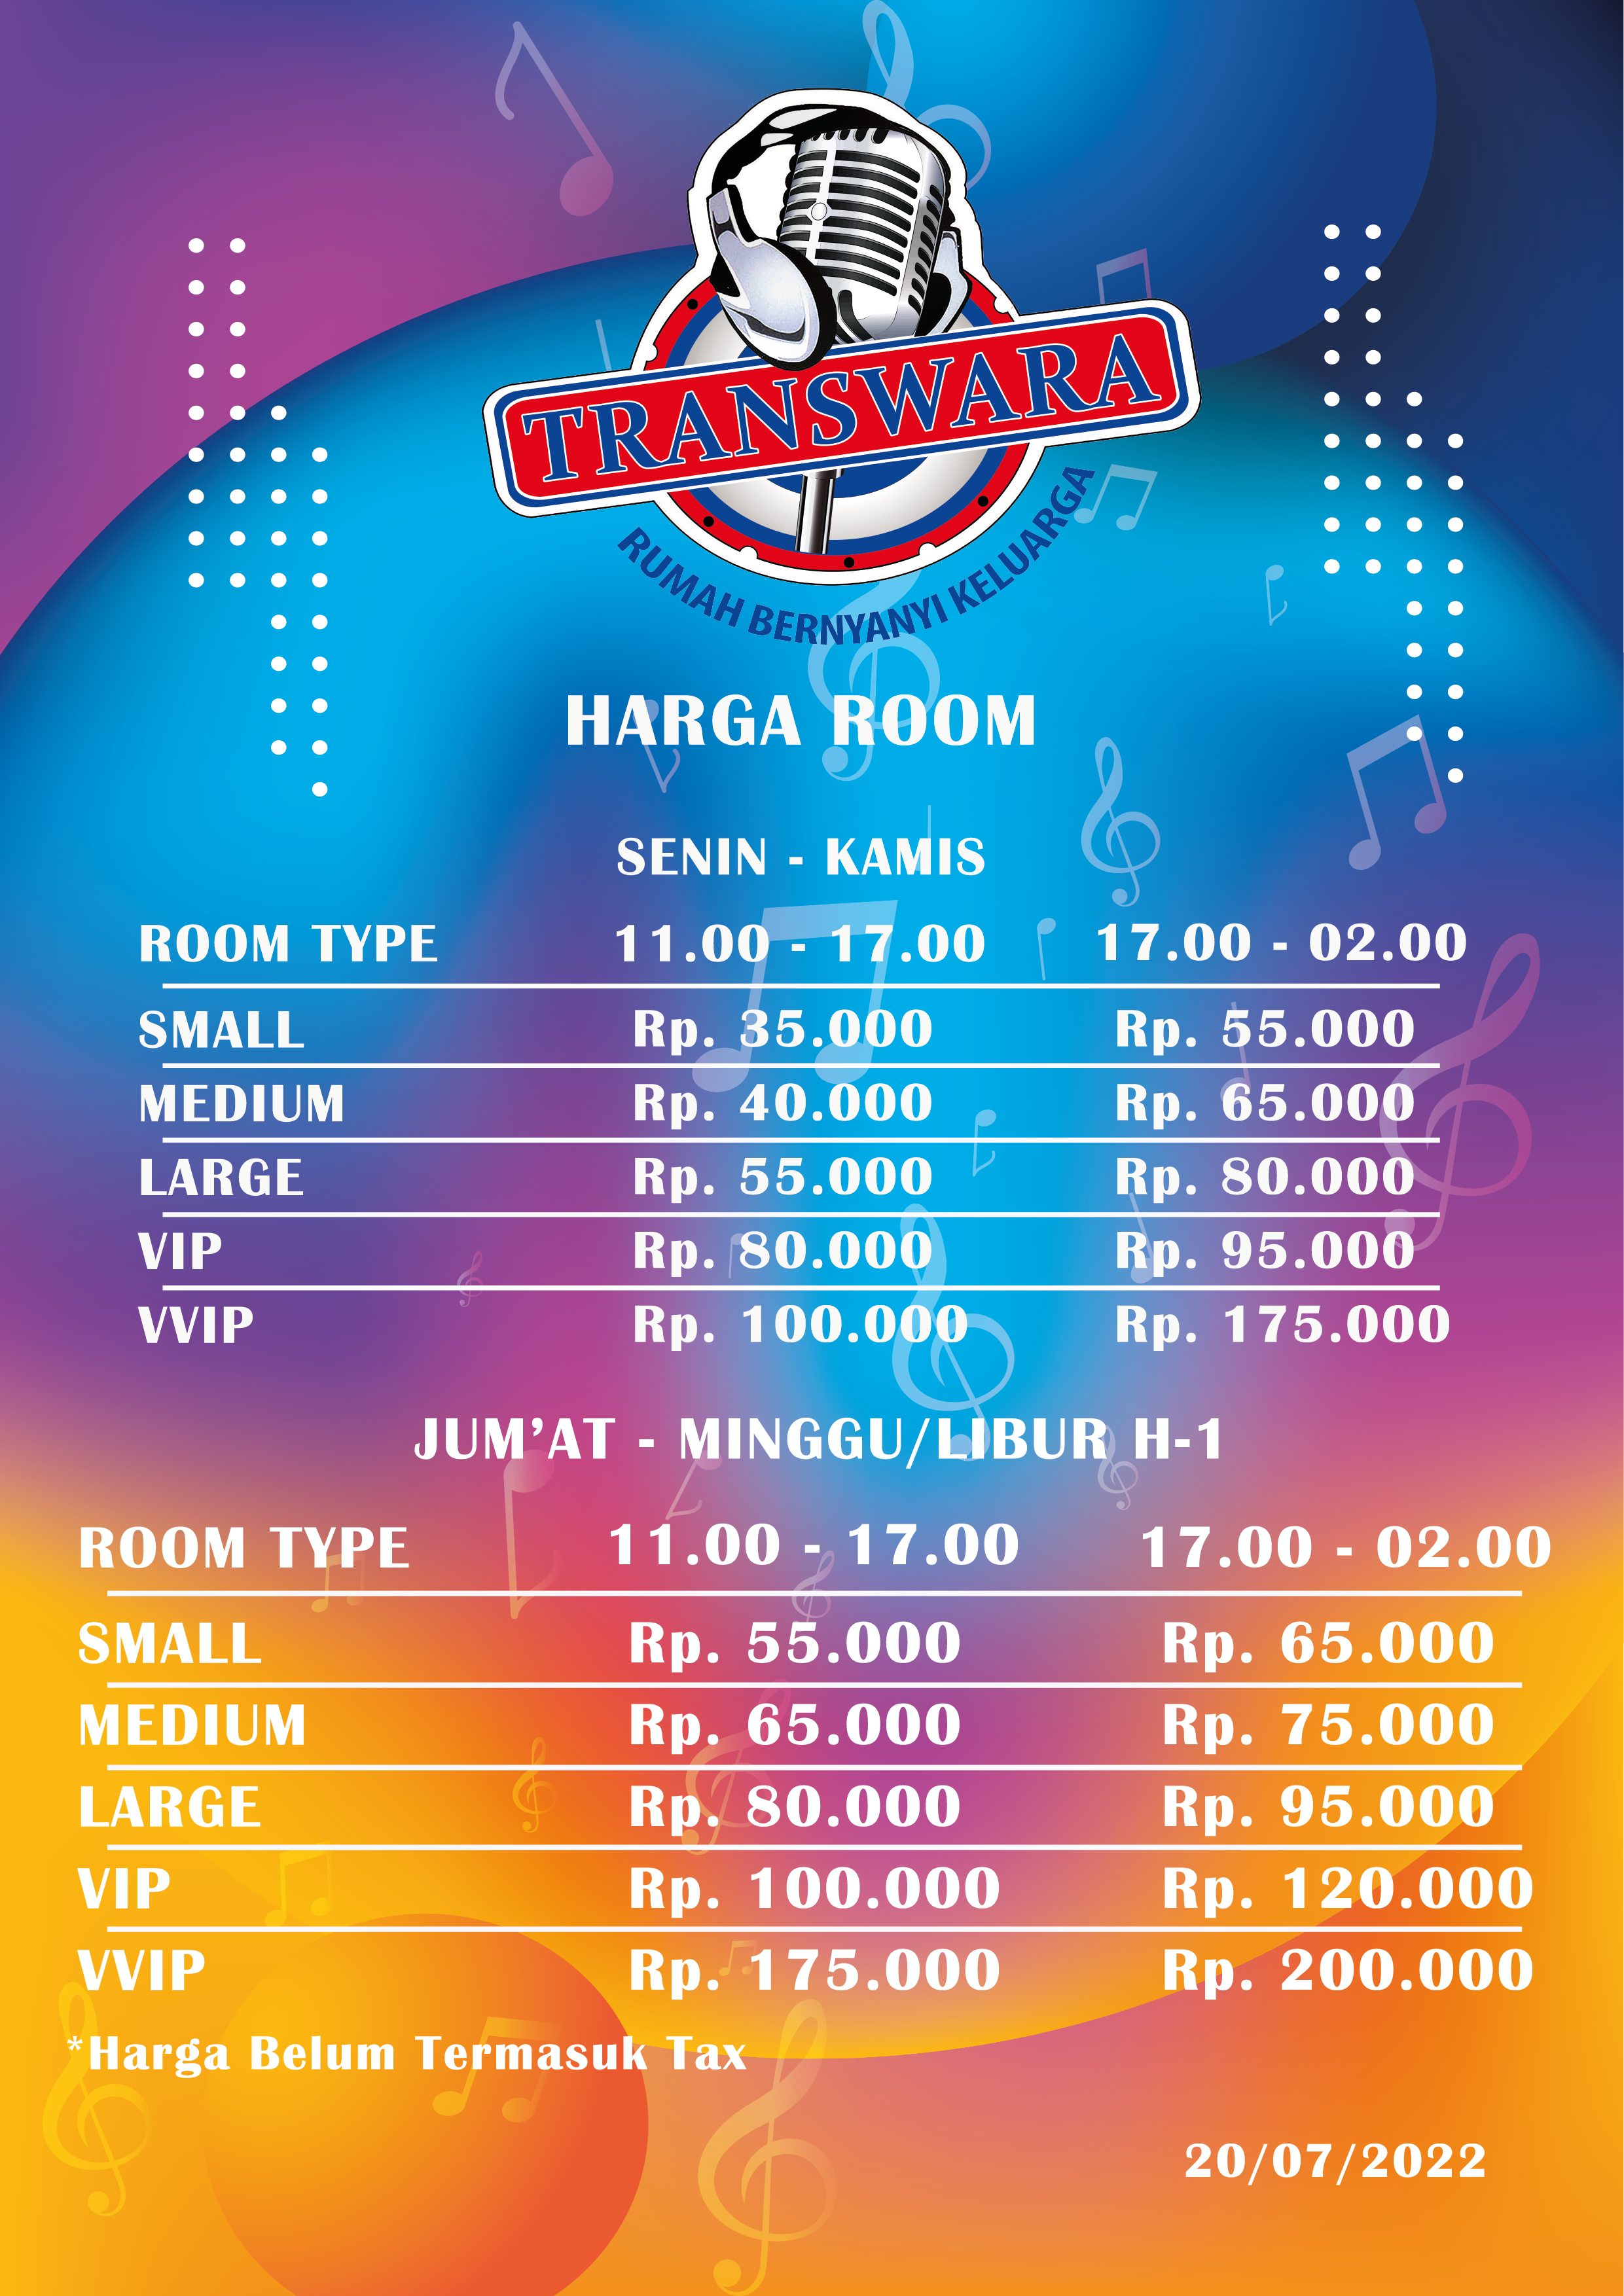 TRANSWARA
RUMAH BERNYANYI KELUARGA
HARGA ROOM
SENIN - KAMIS
ROOM TYPE 11.00 - 17.00 17.00 - 02.00
SMALL Rp. 35.000 Rp. 55.000
MEDIUM Rp. 40.000 Rp. 65.000
LARGE Rp. 55.000 Rp. 80.000
VIP Rp. 80.000 Rp. 95.000
VVIP Rp. 100.000 Rp. 175.000
JUM’AT - MINGGU/LIBUR H-1
ROOM TYPE 11.00 - 17.00 17.00 - 02.00
SMALL Rp. 55.000 Rp. 65.000
MEDIUM Rp. 65.000 Rp. 75.000
LARGE Rp. 80.000 Rp. 95.000
VIP Rp. 100.000 Rp. 120.000
VVIP Rp. 175.000 Rp. 200.000
*Harga Belum Termasuk Tax
20/07/2022